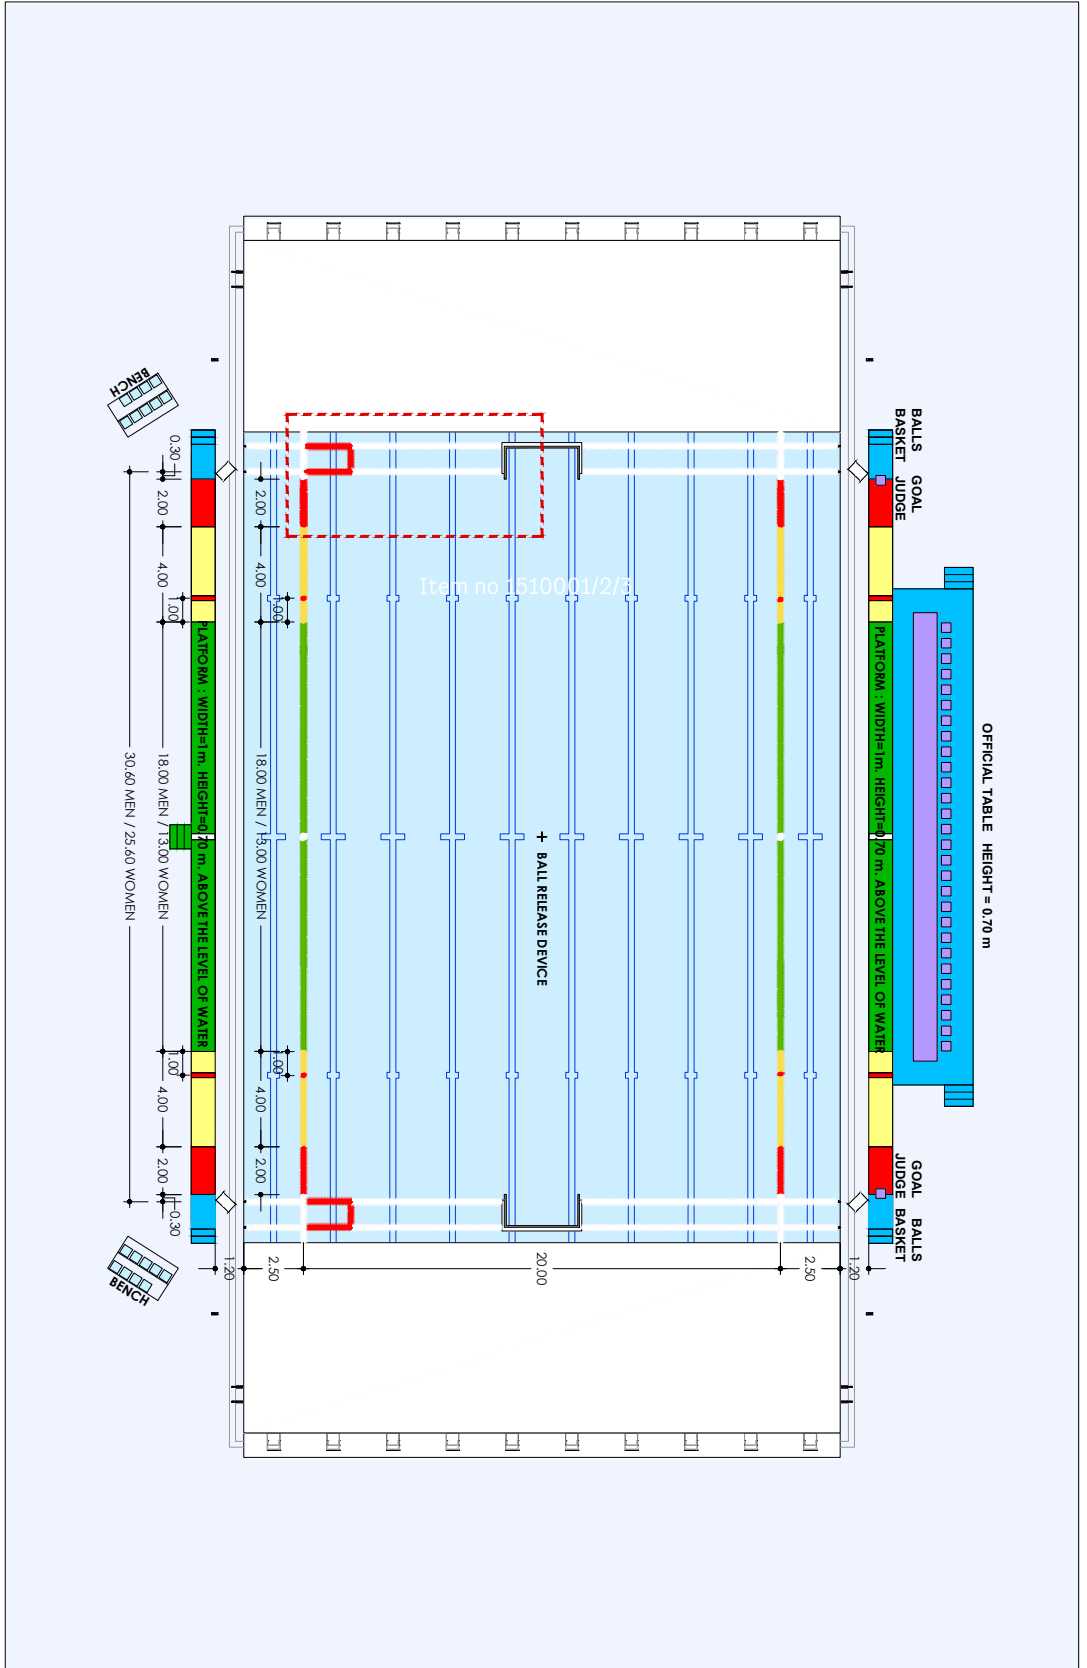 BENCH
BALLS
BASKET
GOAL
JUDGE
0.30
2.00
4.00
1.00
18.00 MEN / 13.00 WOMEN
30.60 MEN / 25.60 WOMEN
1.00
4.00
2.00
0.30
2.00
4.00
1.00
18.00 MEN / 13.00 WOMEN
1.00
4.00
2.00
Item no 1510001/2/3
PLATFORM : WIDTH=1m. HEIGHT=0,70 m. ABOVE THE LEVEL OF WATER
BALL RELEASE DEVICE
PLATFORM : WIDTH=1m. HEIGHT=0,70 m. ABOVE THE LEVEL OF WATER
OFFICIAL TABLE HEIGHT = 0.70 m
GOAL
JUDGE
BALLS
BASKET
1.20
2.50
20.00
2.50
1.20
BENCH